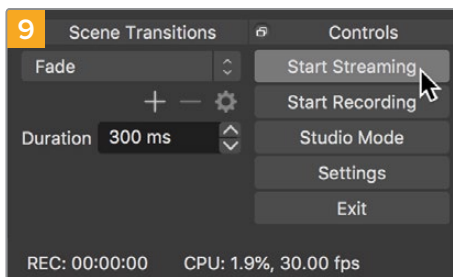 9
Scene Transitions
Controls
Fade
Start Streaming
Start Recording
Duration 300 ms
Studio Mode
Settings
Exit
REC: 00:00:00 CPU: 1.9%, 30.00 fps